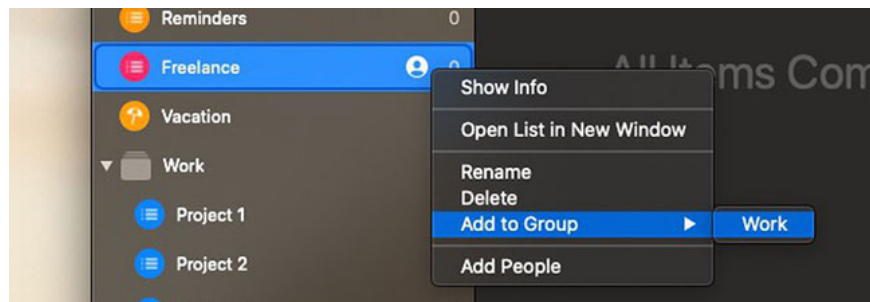 Reminders 0
Freelance 0
All Items Com
Show Info
Vacation
Open List in New Window
Work
Rename
Delete
Project 1
Add to Group Work
Project 2
Add People